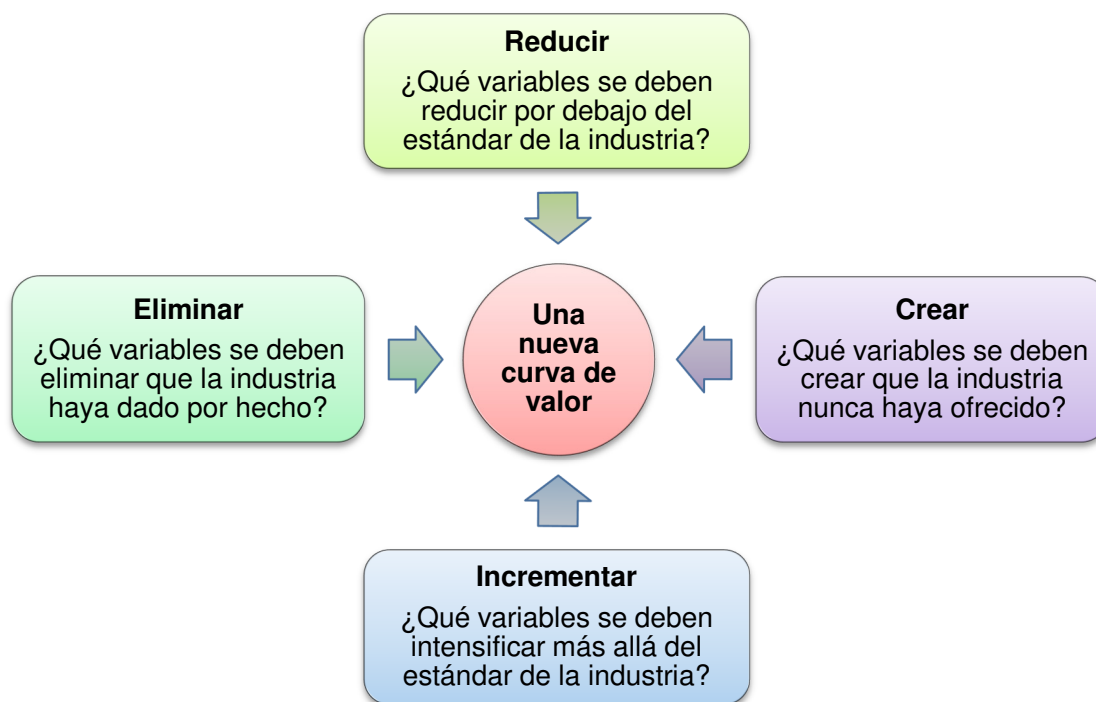 Reducir
¿Qué variables se deben
reducir por debajo del
estándar de la industria?
Eliminar
¿Qué variables se deben
eliminar que la industria
haya dado por hecho?
Una
nueva
curva de
valor
Crear
¿Qué variables se deben
crear que la industria
nunca haya ofrecido?
Incrementar
¿Qué variables se deben
intensificar más allá del
estándar de la industria?